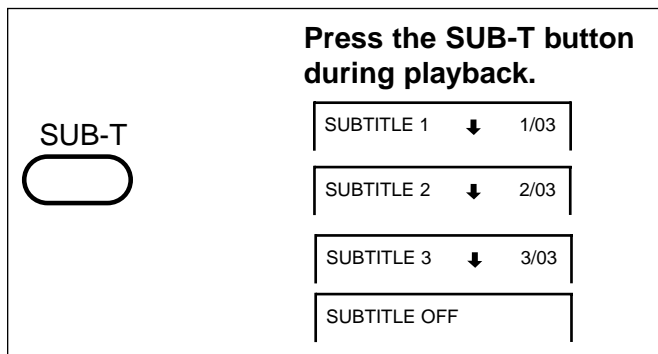 Press the SUB-T button
during playback.
SUB-T
SUBTITLE 1 ⬇ 1/03
SUBTITLE 2 ⬇ 2/03
SUBTITLE 3 ⬇ 3/03
SUBTITLE OFF